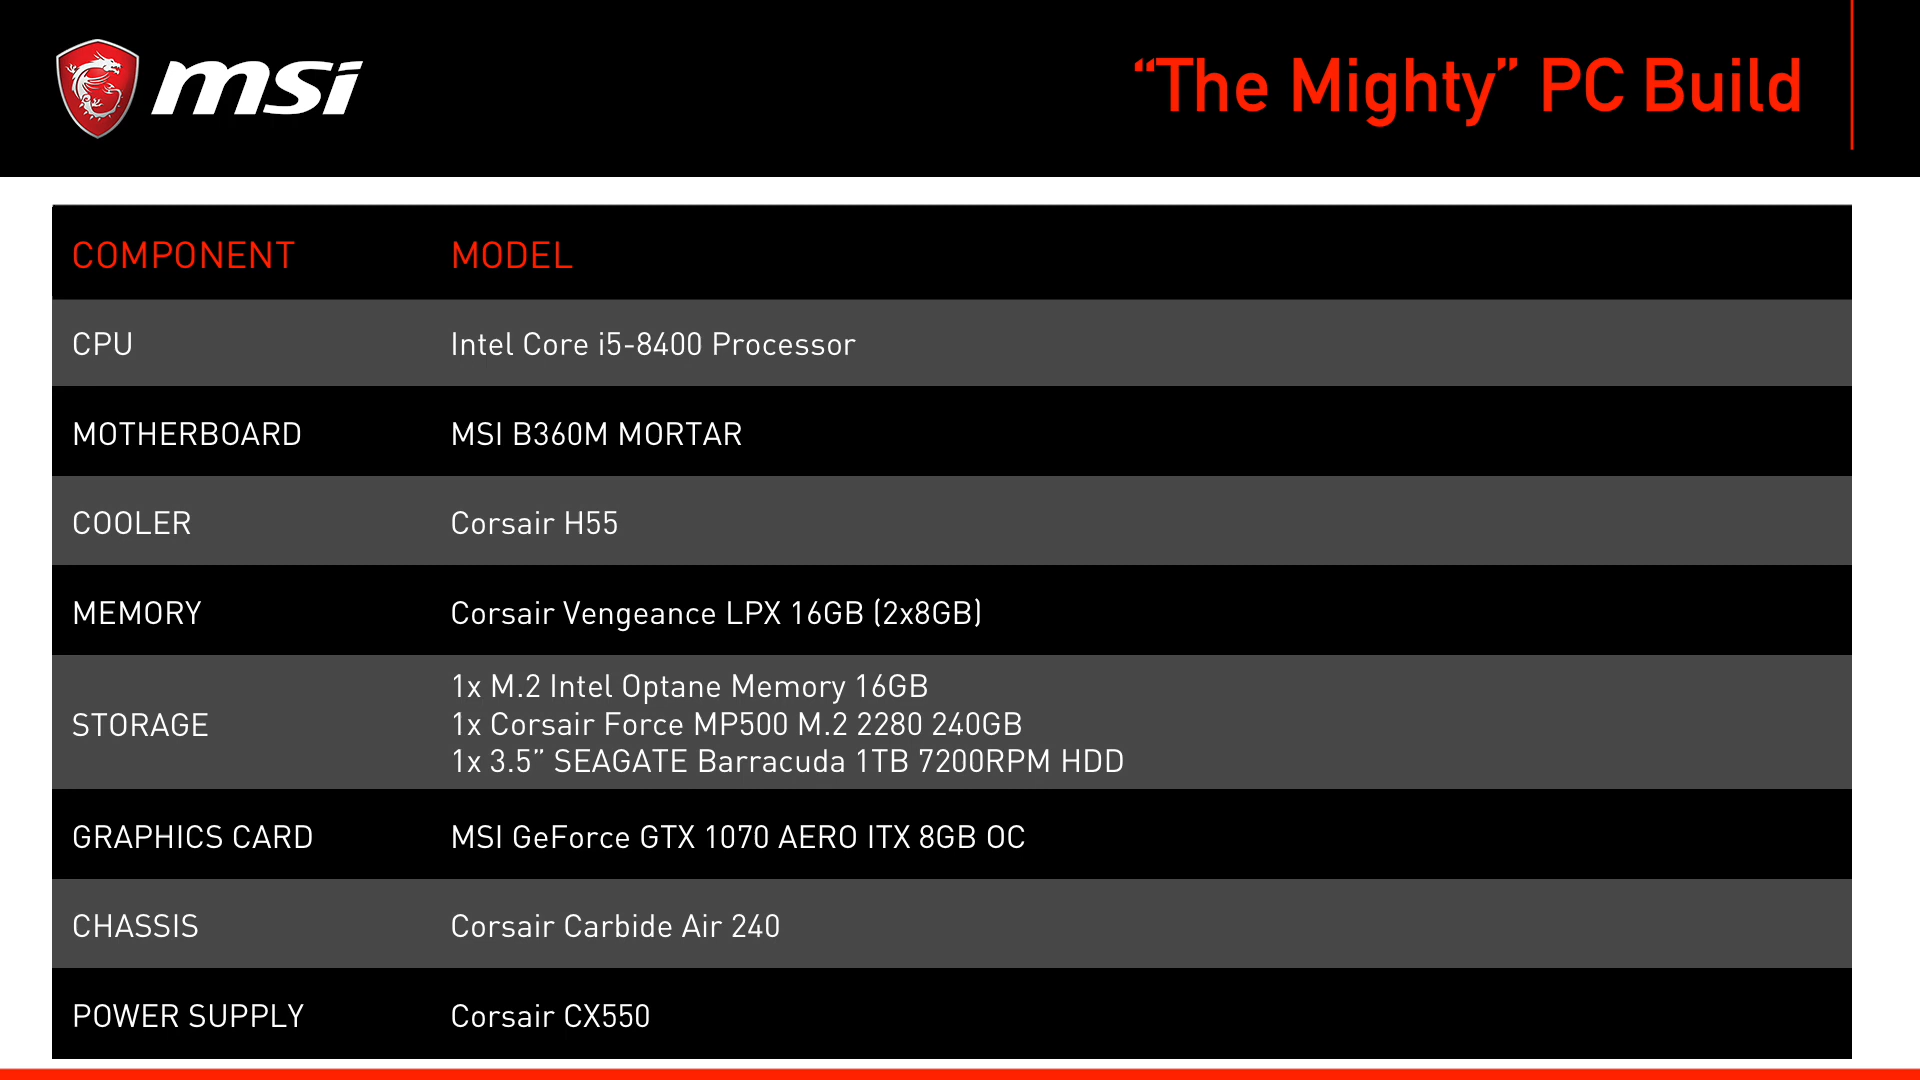 msi
“The Mighty” PC Build
COMPONENT MODEL
CPU Intel Core i5-8400 Processor
MOTHERBOARD MSI B360M MORTAR
COOLER Corsair H55
MEMORY Corsair Vengeance LPX 16GB (2x8GB)
STORAGE
1x M.2 Intel Optane Memory 16GB
1x Corsair Force MP500 M.2 2280 240GB
1x 3.5” SEAGATE Barracuda 1TB 7200RPM HDD
GRAPHICS CARD MSI GeForce GTX 1070 AERO ITX 8GB OC
CHASSIS Corsair Carbide Air 240
POWER SUPPLY Corsair CX550